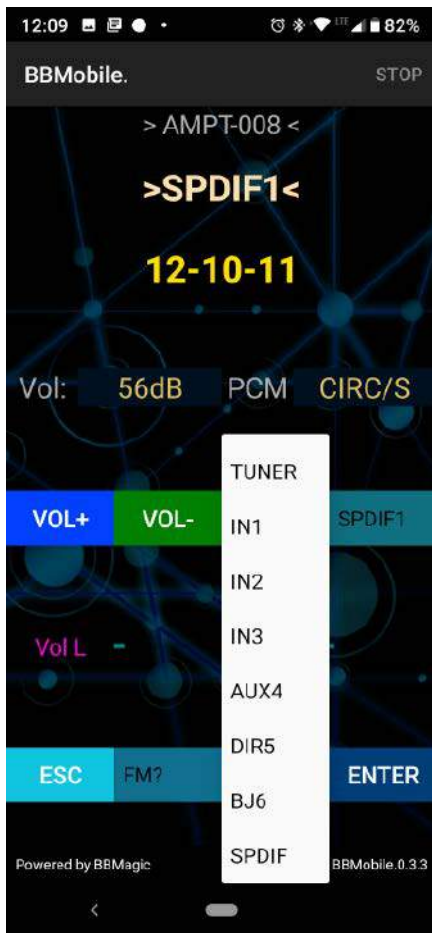 12:09 LTE 82%
BBMobile. STOP
> AMPT-008 <
>SPDIF1<
12-10-11
Vol: 56dB PCM CIRC/S
TUNER
VOL+ VOL- IN1 SPDIF1
IN2
Vol L - IN3
AUX4
DIR5
ESC FM? ENTER
BJ6
Powered by BBMagic SPDIF BBMobile.0.3.3